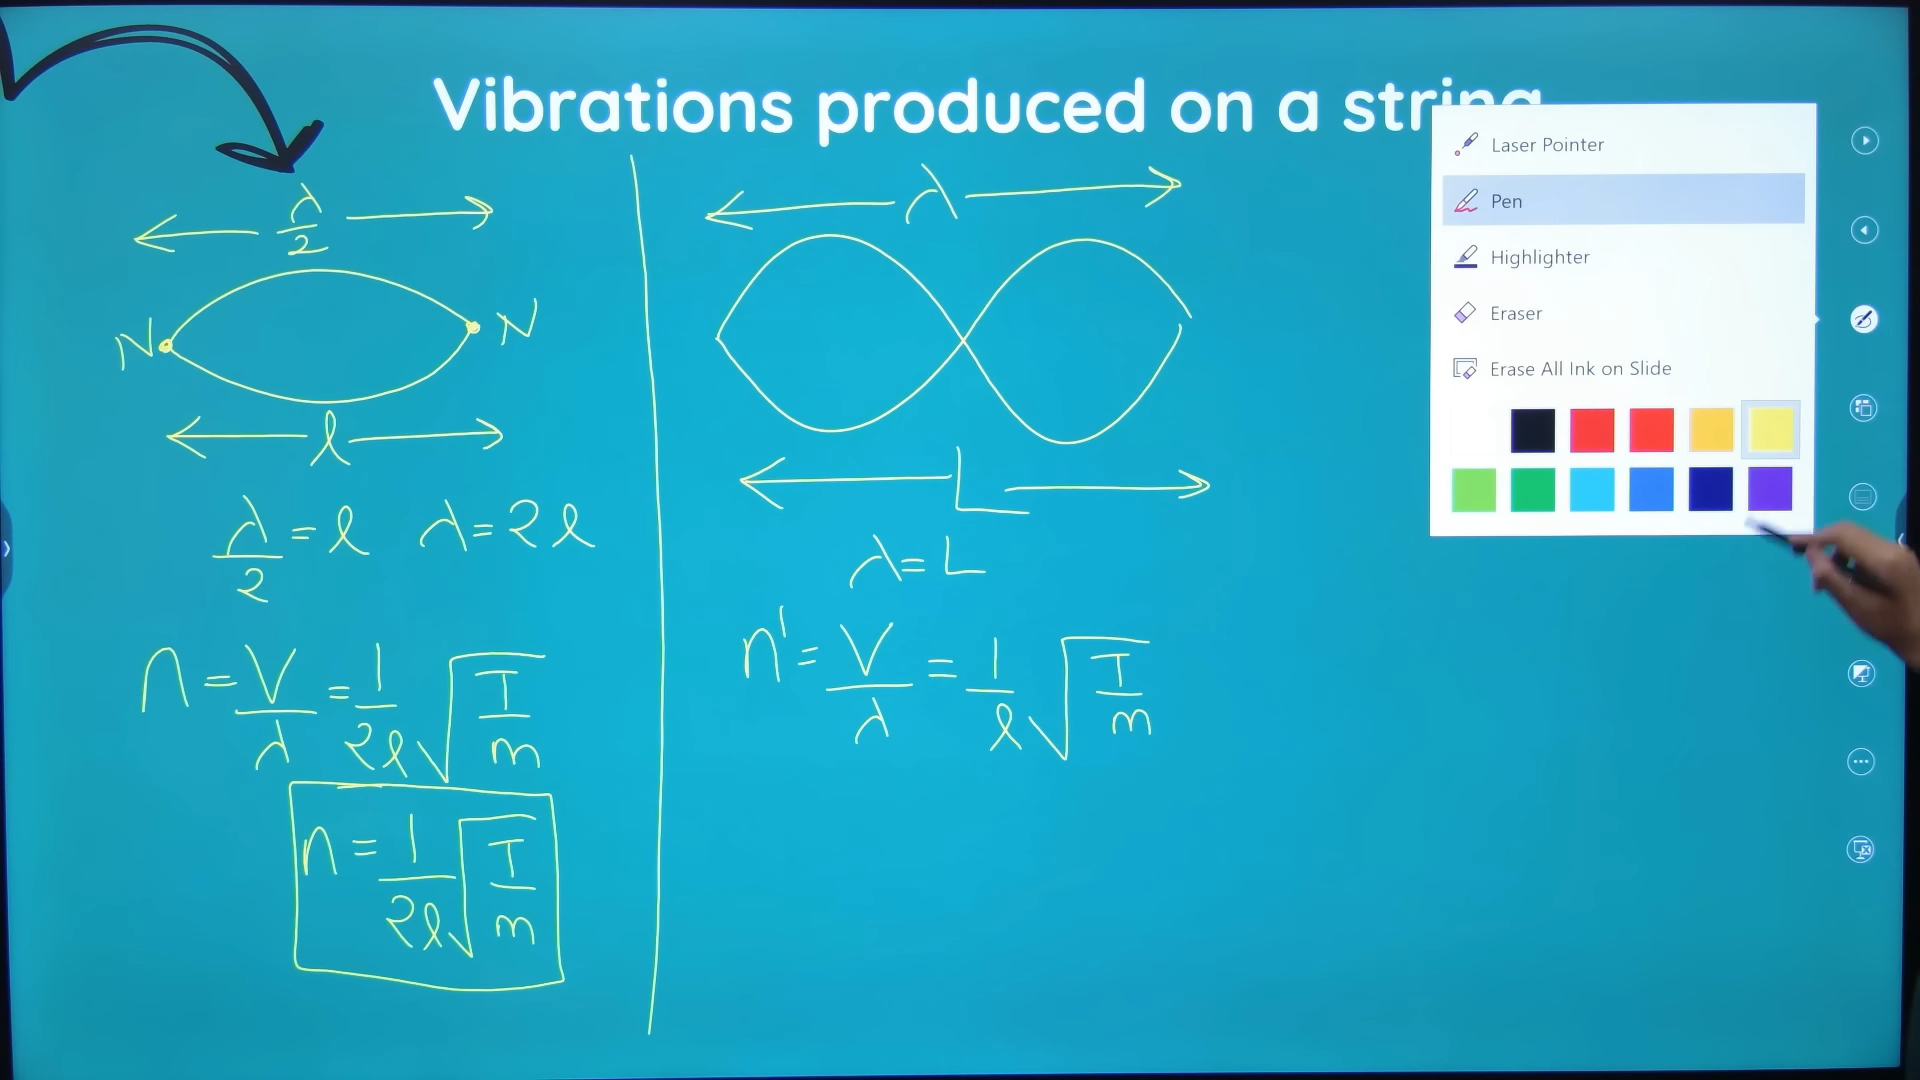 Vibrations produced on a string
λ/2
N N
l
λ/2 = l λ = 2l
n = V/λ = 1/2l √T/m
n = 1/2l √T/m
λ
L
λ = L
n' = V/λ = 1/l √T/m
Laser Pointer
Pen
Highlighter
Eraser
Erase All Ink on Slide